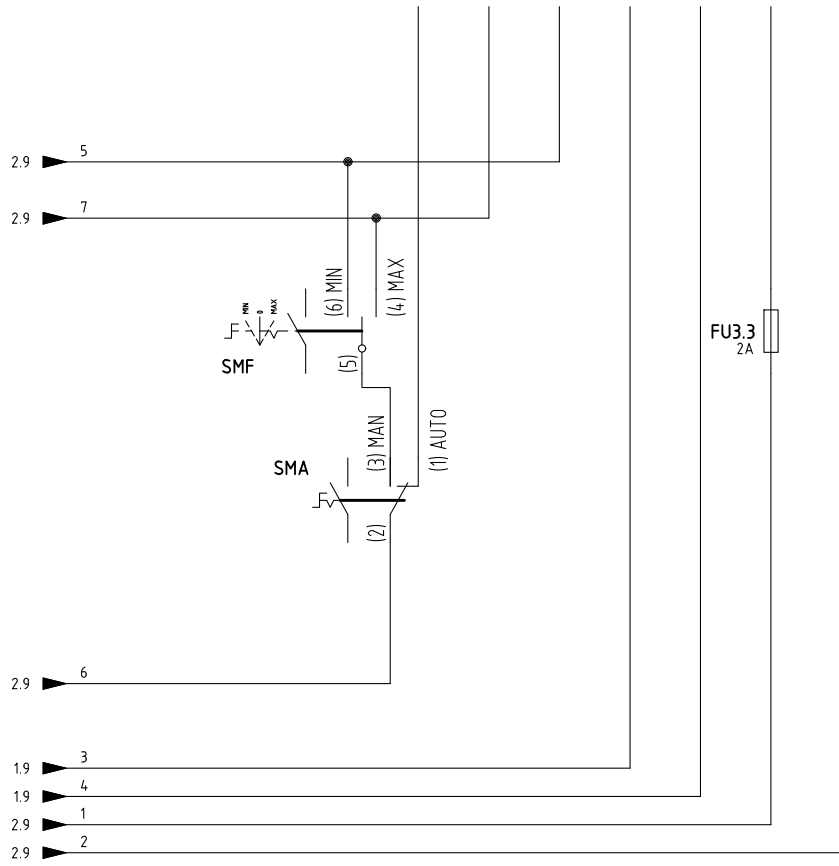 2.9 5
2.9 7
(6) MIN
(4) MAX
MIN
0
MAX
SMF
(5)
FU3.3
2A
(3) MAN
(1) AUTO
SMA
(2)
2.9 6
1.9 3
1.9 4
2.9 1
2.9 2